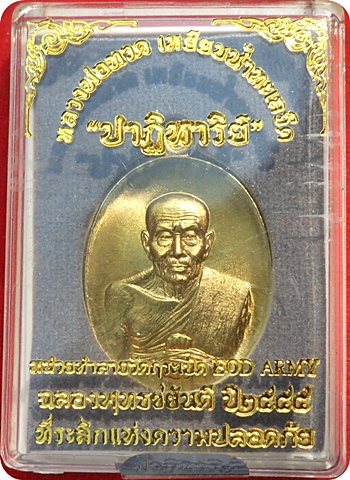 หลวงพ่อทวด เหยียบน้ำทะเลจืด
"ปาฏิหาริย์"
หน่วยทำลายวัตถุระเบิด EOD ARMY
ฉลองพุทธชยันตี ปี๒๕๕๕
ที่ระลึกแห่งความปลอดภัย